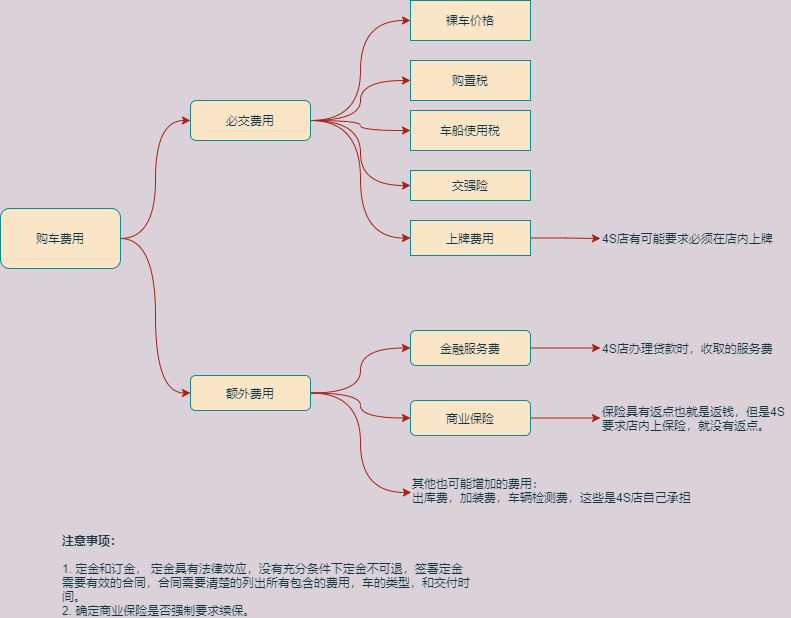 裸车价格
购置税
必交费用
车船使用税
交强险
购车费用
上牌费用
4S店有可能要求必须在店内上牌
金融服务费
4S店办理贷款时，收取的服务费
额外费用
商业保险
保险具有返点也就是返钱，但是4S
要求店内上保险，就没有返点。
其他也可能增加的费用：
出库费，加装费，车辆检测费，这些是4S店自己承担
注意事项：
1. 定金和订金， 定金具有法律效应，没有充分条件下定金不可退，签署定金
需要有效的合同，合同需要清楚的列出所有包含的费用，车的类型，和交付时
间。
2. 确定商业保险是否强制要求续保。